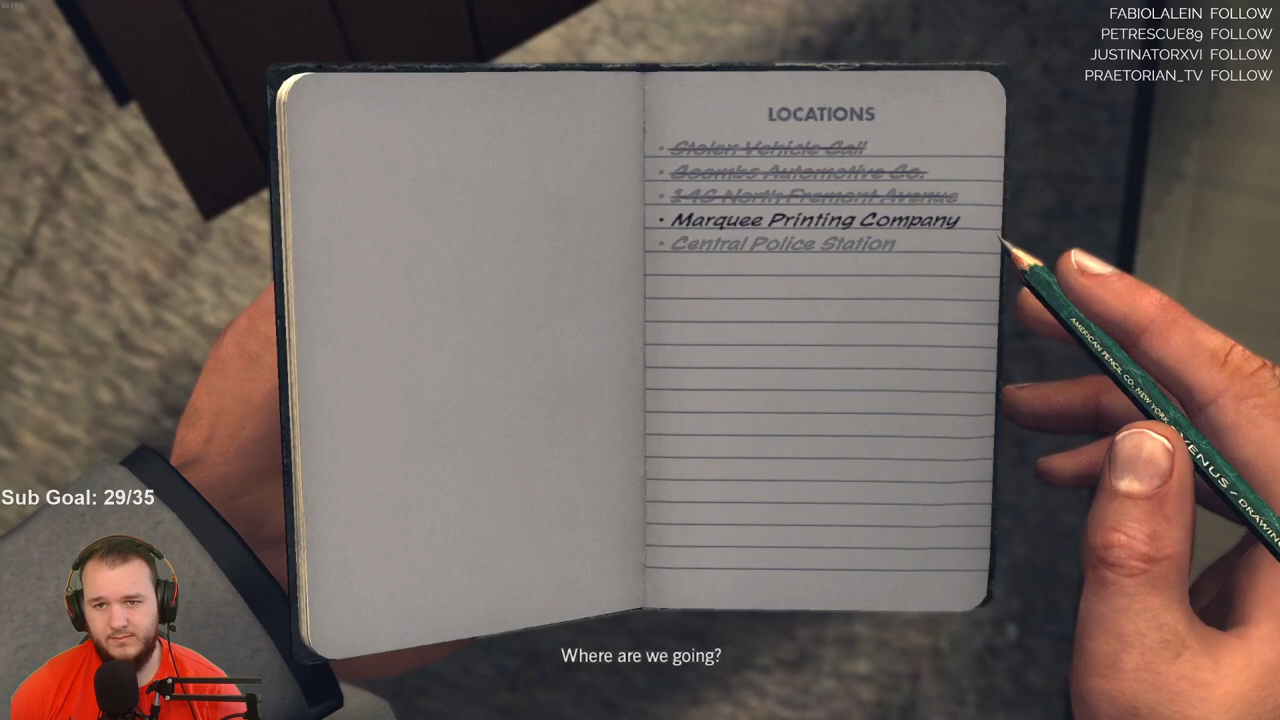 60 FPS
FABIOLALEIN FOLLOW
PETRESCUE89 FOLLOW
JUSTINATORXVI FOLLOW
PRAETORIAN_TV FOLLOW
LOCATIONS
• Stolen Vehicle Call
• Coombs Automotive Co.
• 146 North Fremont Avenue
• Marquee Printing Company
• Central Police Station
AMERICAN PENCIL CO. NEW YORK
VENUS / DRAWING
Sub Goal: 29/35
Where are we going?